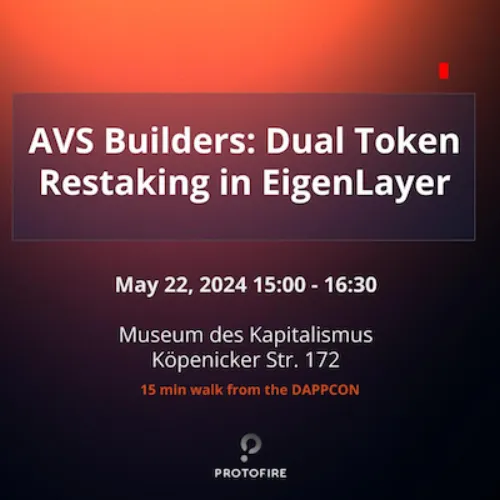 AVS Builders: Dual Token
Restaking in EigenLayer
May 22, 2024 15:00 - 16:30
Museum des Kapitalismus
Köpenicker Str. 172
15 min walk from the DAPPCON
PROTOFIRE